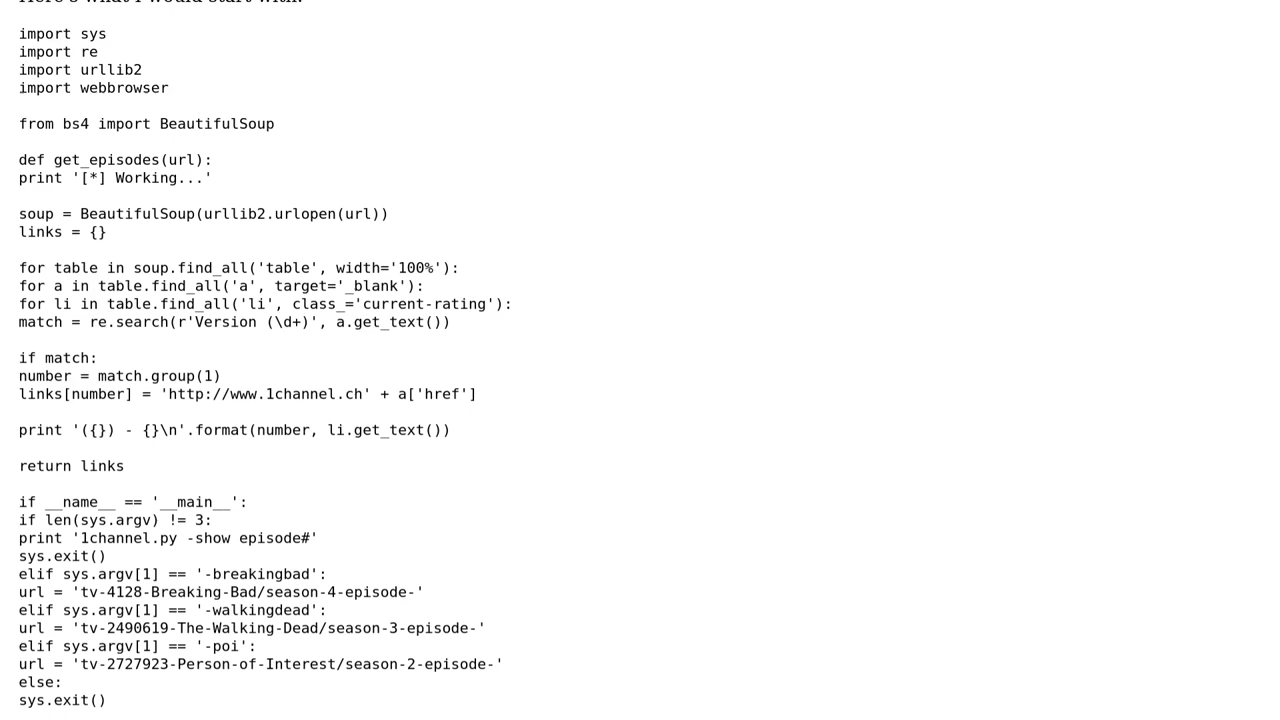 Here's what I would start with:
import sys
import re
import urllib2
import webbrowser
from bs4 import BeautifulSoup
def get_episodes(url):
print '[*] Working...'
soup = BeautifulSoup(urllib2.urlopen(url))
links = {}
for table in soup.find_all('table', width='100%'):
for a in table.find_all('a', target='_blank'):
for li in table.find_all('li', class_='current-rating'):
match = re.search(r'Version (\d+)', a.get_text())
if match:
number = match.group(1)
links[number] = 'http://www.1channel.ch' + a['href']
print '({}) - {}\n'.format(number, li.get_text())
return links
if __name__ == '__main__':
if len(sys.argv) != 3:
print '1channel.py -show episode#'
sys.exit()
elif sys.argv[1] == '-breakingbad':
url = 'tv-4128-Breaking-Bad/season-4-episode-'
elif sys.argv[1] == '-walkingdead':
url = 'tv-2490619-The-Walking-Dead/season-3-episode-'
elif sys.argv[1] == '-poi':
url = 'tv-2727923-Person-of-Interest/season-2-episode-'
else:
sys.exit()